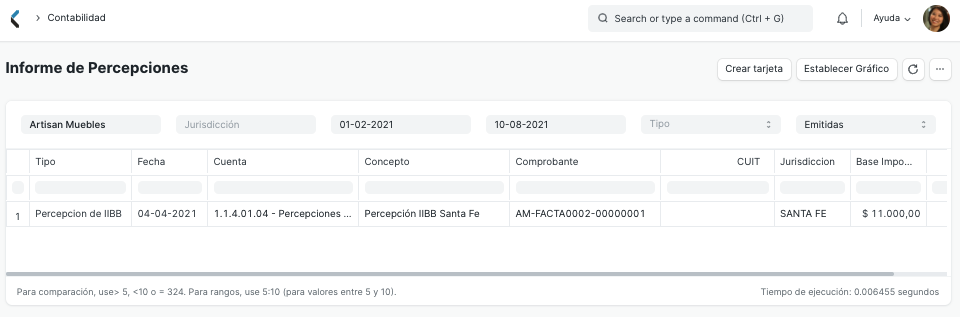 Contabilidad
Search or type a command (Ctrl + G)
Ayuda
Informe de Percepciones
Crear tarjeta
Establecer Gráfico
...
Artisan Muebles
Jurisdicción
01-02-2021
10-08-2021
Tipo
Emitidas
Tipo Fecha Cuenta Concepto Comprobante CUIT Jurisdiccion Base Impo...
1 Percepcion de IIBB 04-04-2021 1.1.4.01.04 - Percepciones ... Percepción IIBB Santa Fe AM-FACTA0002-00000001 SANTA FE $ 11.000,00
Para comparación, use> 5, <10 o = 324. Para rangos, use 5:10 (para valores entre 5 y 10).
Tiempo de ejecución: 0.006455 segundos